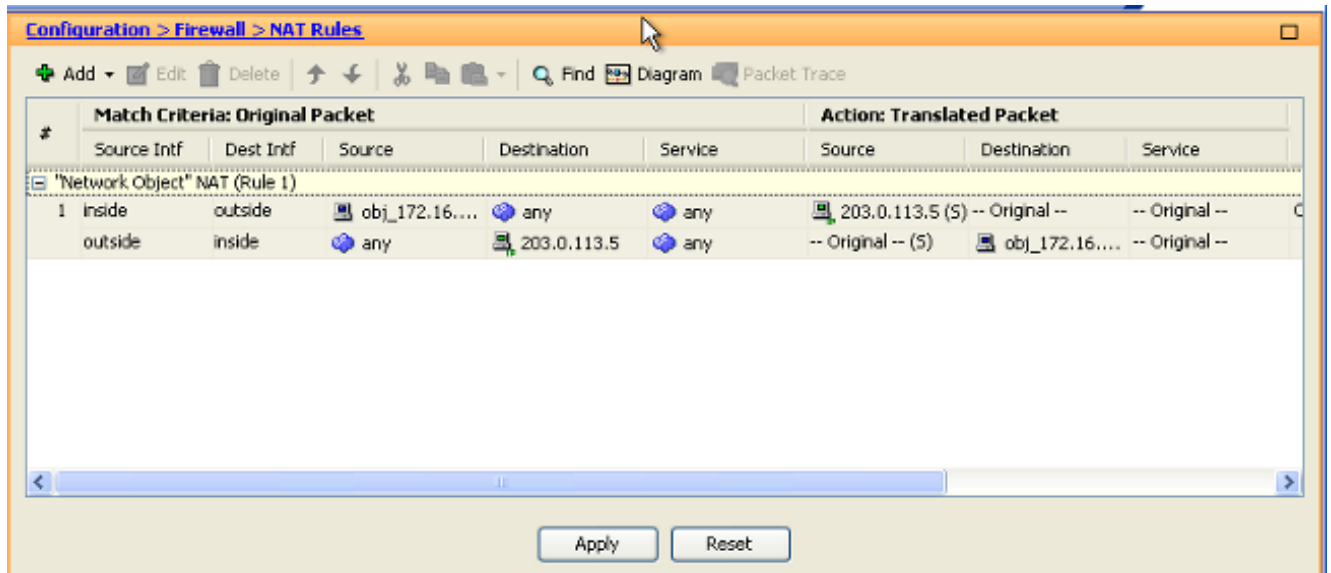 Configuration > Firewall > NAT Rules
Add Edit Delete Find Diagram Packet Trace
# Match Criteria: Original Packet Action: Translated Packet
Source Intf Dest Intf Source Destination Service Source Destination Service
"Network Object" NAT (Rule 1)
1 inside outside obj_172.16.... any any 203.0.113.5 (S) -- Original -- -- Original --
outside inside any 203.0.113.5 any -- Original -- (S) obj_172.16.... -- Original --
Apply Reset